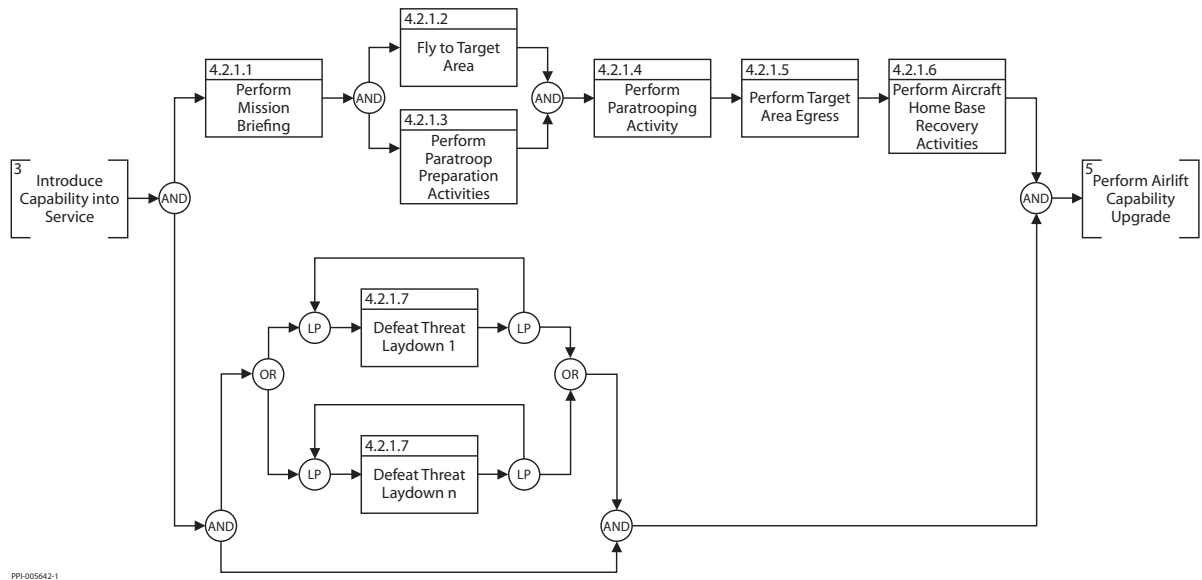 4.2.1.2
Fly to Target
Area
4.2.1.1
Perform
Mission
Briefing
AND
AND
4.2.1.3
Perform
Paratroop
Preparation
Activities
4.2.1.4
Perform
Paratrooping
Activity
4.2.1.5
Perform Target
Area Egress
4.2.1.6
Perform Aircraft
Home Base
Recovery
Activities
3
Introduce
Capability into
Service
AND
AND
5
Perform Airlift
Capability
Upgrade
4.2.1.7
LP
Defeat Threat
Laydown 1
LP
OR
OR
4.2.1.7
LP
Defeat Threat
Laydown n
LP
AND
AND
PPI-005642-1